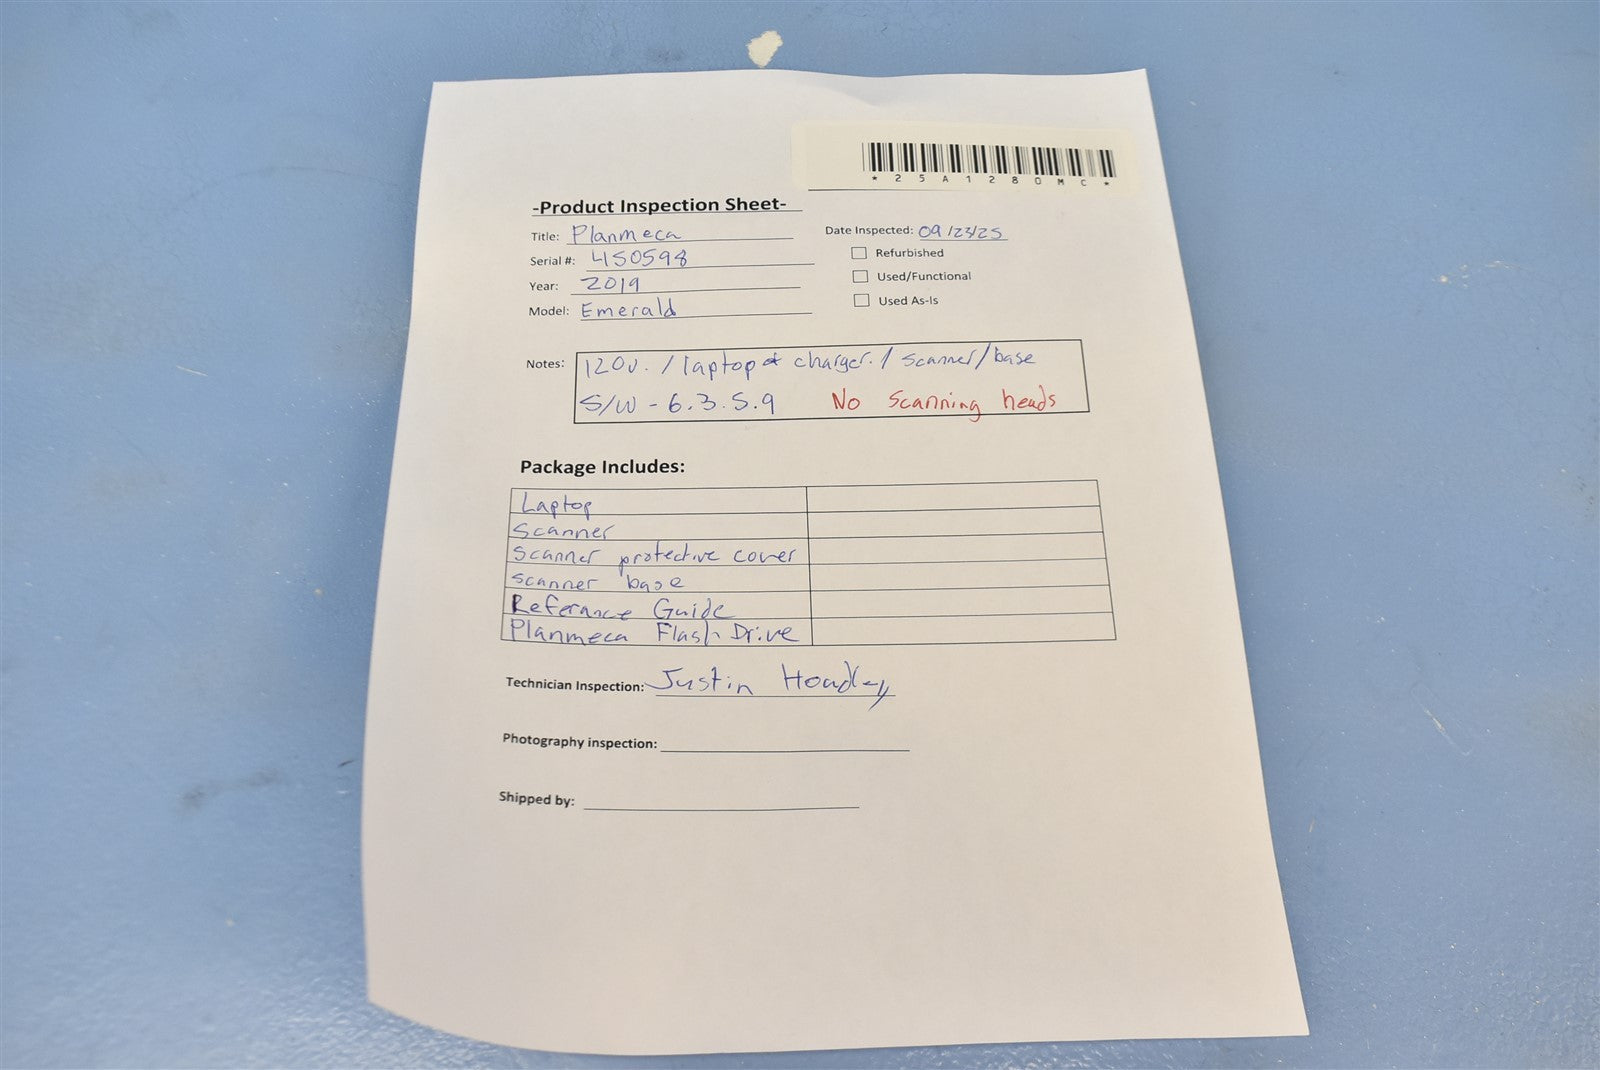 *25A1280MC*
-Product Inspection Sheet-
Title: Planmeca
Date Inspected: 09/23/25
Serial #: 450598
Refurbished
Year: 2019
Used/Functional
Model: Emerald
Used As-Is
Notes: 120v. / laptop & charger. / scanner/base
S/W - 6.3.5.9 No scanning heads
Package Includes:
Laptop
Scanner
Scanner protective cover
scanner base
Referance Guide
Planmeca Flash Drive
Technician Inspection: Justin Hoadley
Photography inspection:
Shipped by: